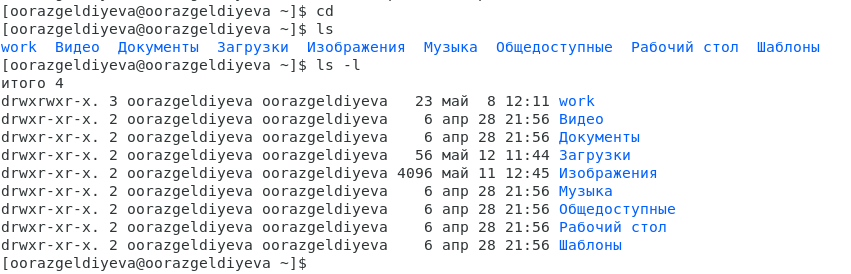 [oorazgeldiyeva@oorazgeldiyeva ~]$ cd
[oorazgeldiyeva@oorazgeldiyeva ~]$ ls
work  Видео  Документы  Загрузки  Изображения  Музыка  Общедоступные  Рабочий стол  Шаблоны
[oorazgeldiyeva@oorazgeldiyeva ~]$ ls -l
итого 4
drwxrwxr-x. 3 oorazgeldiyeva oorazgeldiyeva   23 май  8 12:11 work
drwxr-xr-x. 2 oorazgeldiyeva oorazgeldiyeva    6 апр 28 21:56 Видео
drwxr-xr-x. 2 oorazgeldiyeva oorazgeldiyeva    6 апр 28 21:56 Документы
drwxr-xr-x. 2 oorazgeldiyeva oorazgeldiyeva   56 май 12 11:44 Загрузки
drwxr-xr-x. 2 oorazgeldiyeva oorazgeldiyeva 4096 май 11 12:45 Изображения
drwxr-xr-x. 2 oorazgeldiyeva oorazgeldiyeva    6 апр 28 21:56 Музыка
drwxr-xr-x. 2 oorazgeldiyeva oorazgeldiyeva    6 апр 28 21:56 Общедоступные
drwxr-xr-x. 2 oorazgeldiyeva oorazgeldiyeva    6 апр 28 21:56 Рабочий стол
drwxr-xr-x. 2 oorazgeldiyeva oorazgeldiyeva    6 апр 28 21:56 Шаблоны
[oorazgeldiyeva@oorazgeldiyeva ~]$